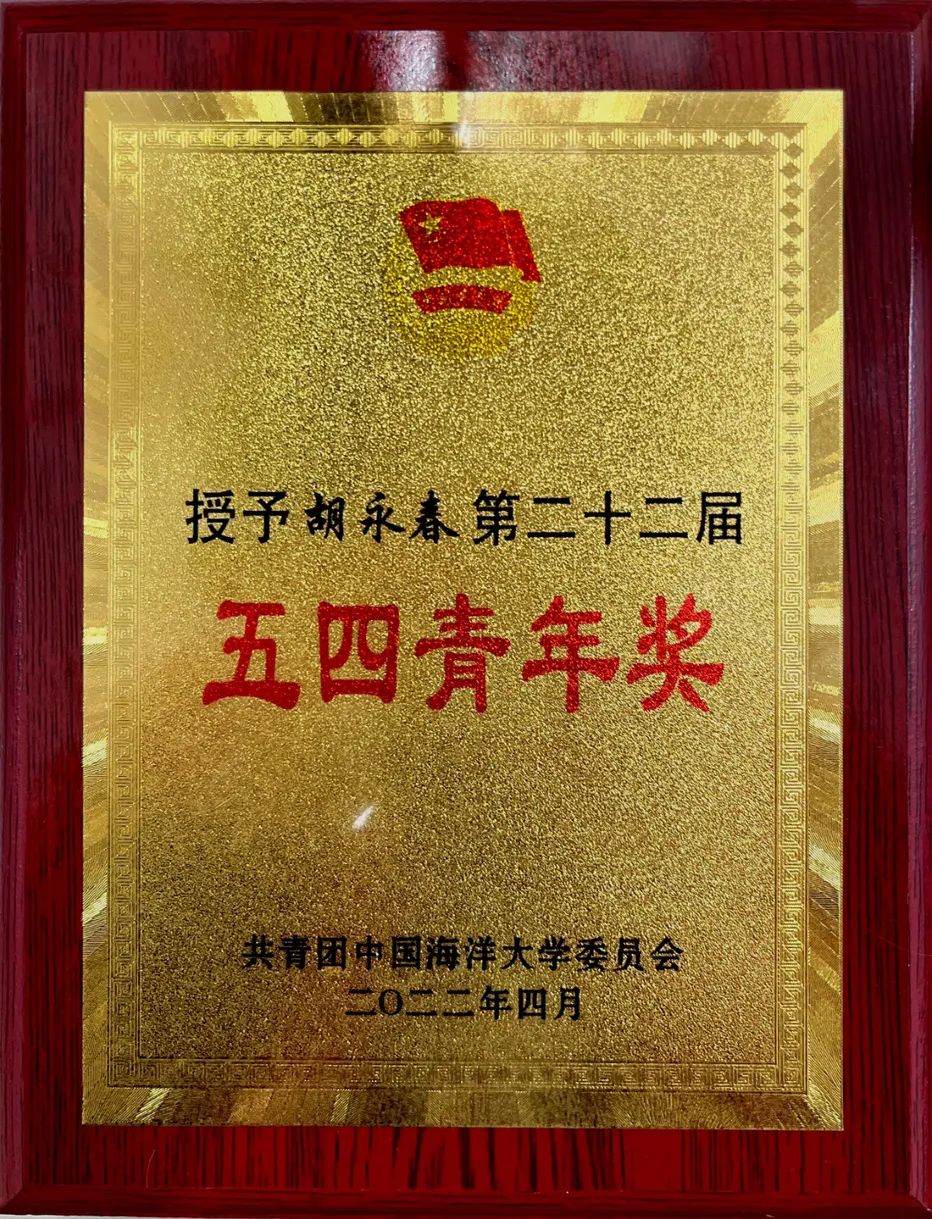 授予胡永春第二十二届
五四青年奖
共青团中国海洋大学委员会
二〇二二年四月